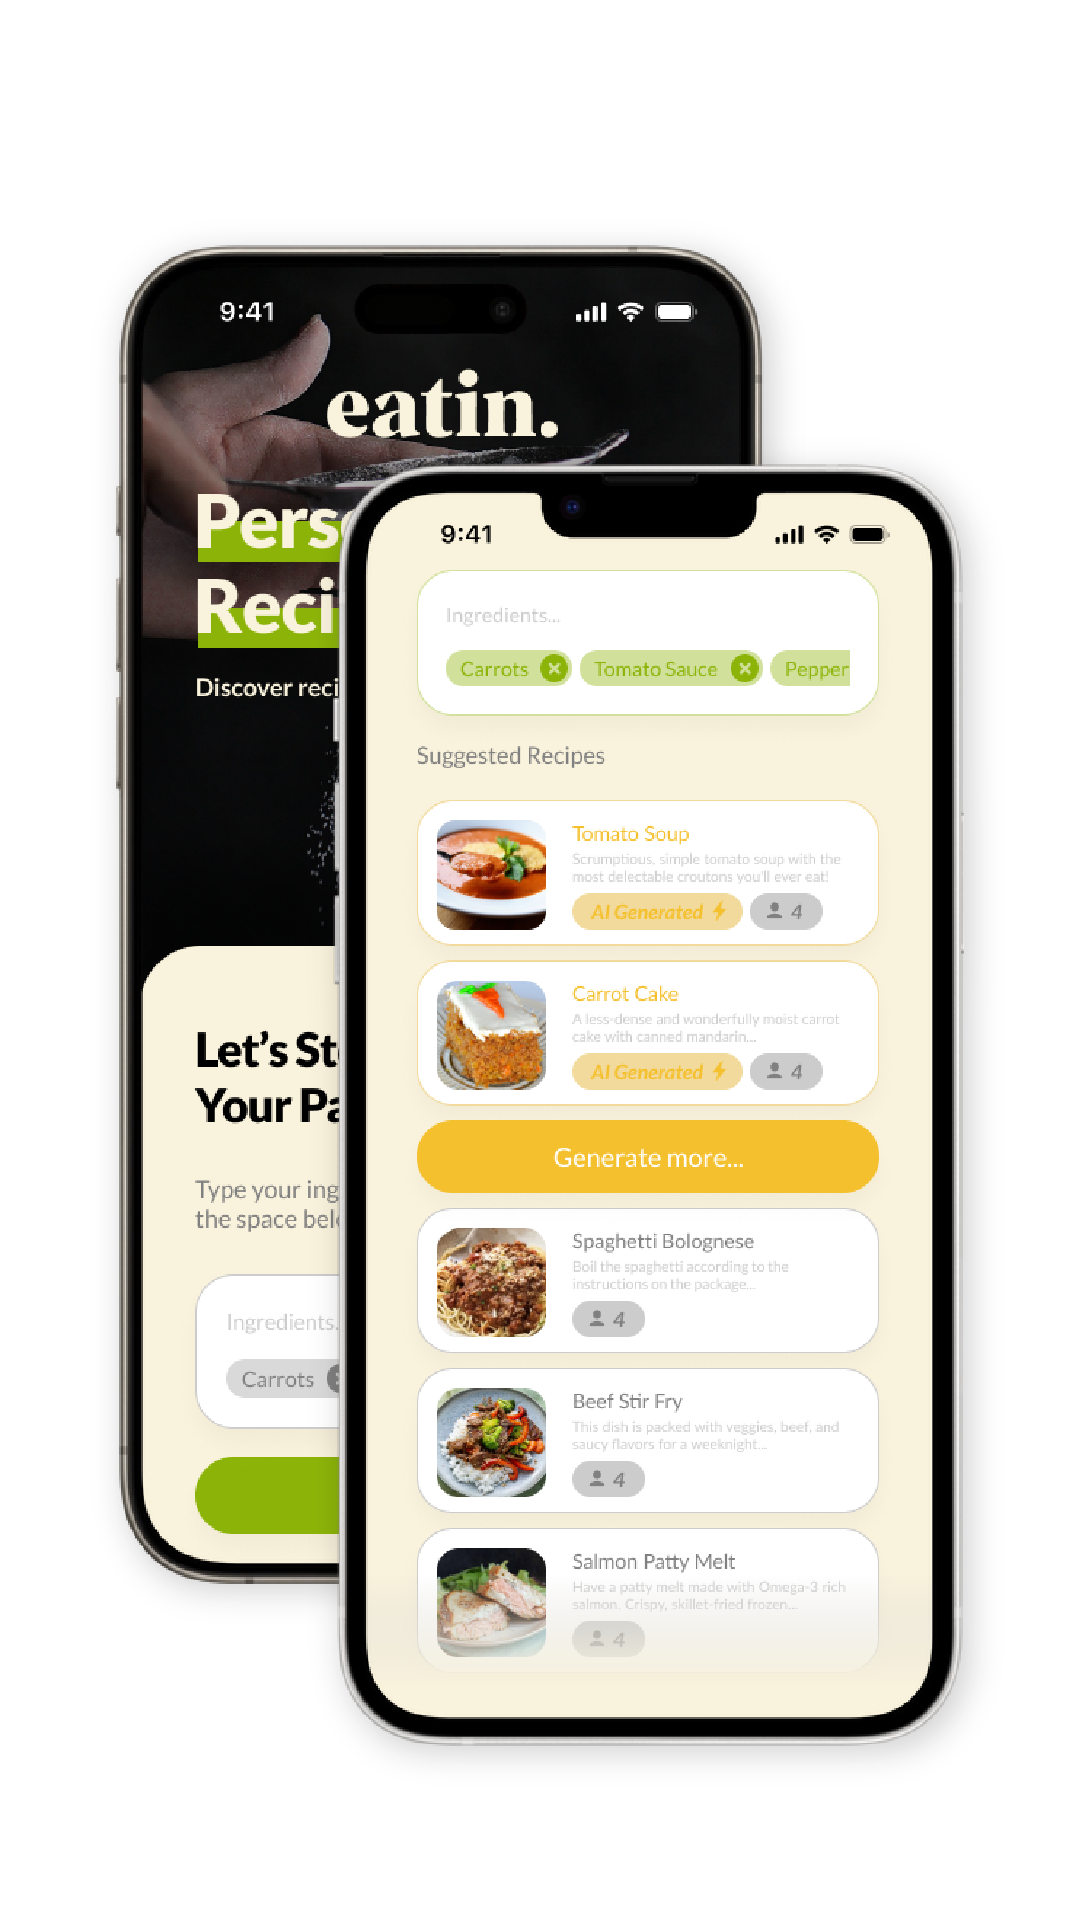 9:41
eatin.
Pers
Reci
Discover reci
Let's St
Your Pa
Type your ing
the space bel
Ingredients.
Carrots
9:41
Ingredients...
Carrots
Tomato Sauce
Pepper
Suggested Recipes
Tomato Soup
Scrumptious, simple tomato soup with the
most delectable croutons you'll ever eat!
AI Generated
4
Carrot Cake
A less-dense and wonderfully moist carrot
cake with canned mandarin...
AI Generated
4
Generate more...
Spaghetti Bolognese
Boil the spaghetti according to the
instructions on the package...
4
Beef Stir Fry
This dish is packed with veggies, beef, and
saucy flavors for a weeknight...
4
Salmon Patty Melt
Have a patty melt made with Omega-3 rich
salmon. Crispy, skillet-fried frozen...
4